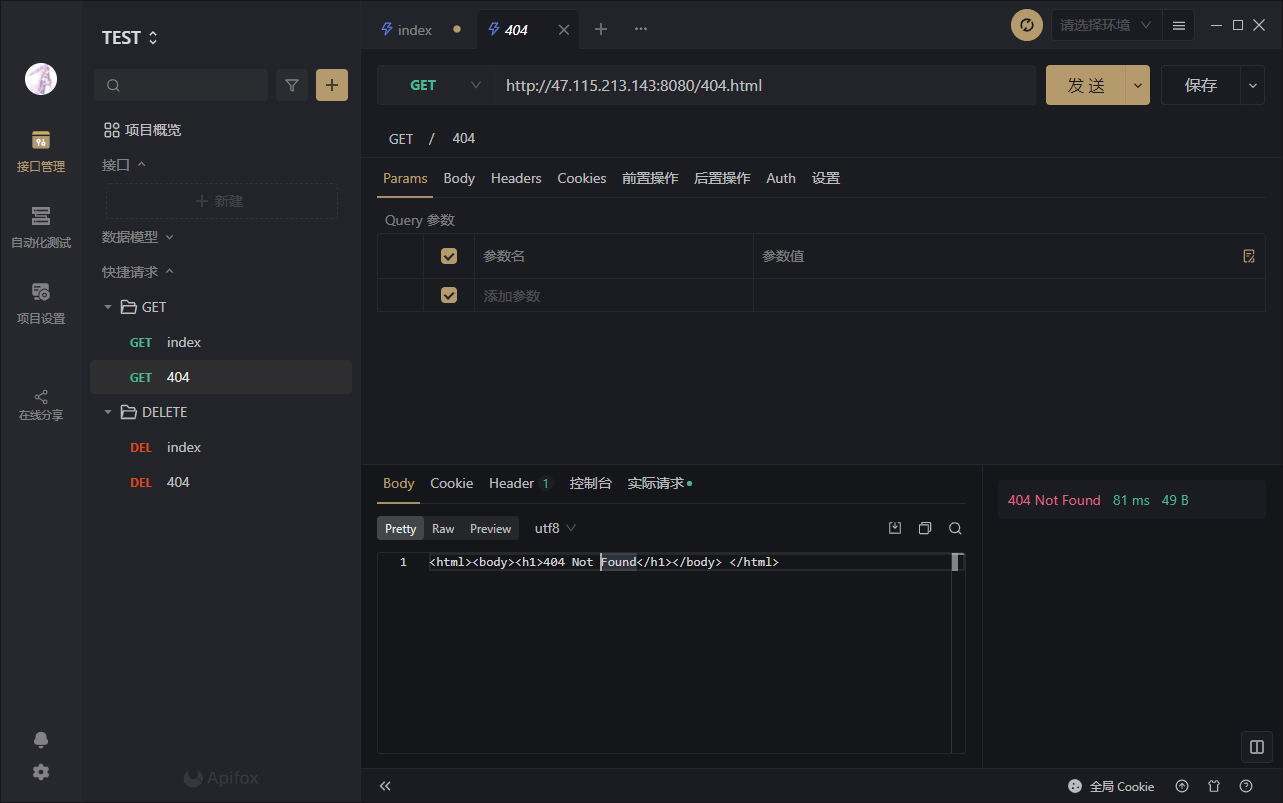 TEST
index
404
请选择环境
GET
http://47.115.213.143:8080/404.html
发 送
保存
接口管理
自动化测试
项目设置
在线分享
项目概览
接口
新建
数据模型
快捷请求
GET
GET index
GET 404
DELETE
DEL index
DEL 404
Apifox
GET / 404
Params Body Headers Cookies 前置操作 后置操作 Auth 设置
Query 参数
参数名 参数值
添加参数
Body Cookie Header 1 控制台 实际请求
Pretty Raw Preview utf8
1 <html><body><h1>404 Not Found</h1></body> </html>
404 Not Found 81 ms 49 B
全局 Cookie